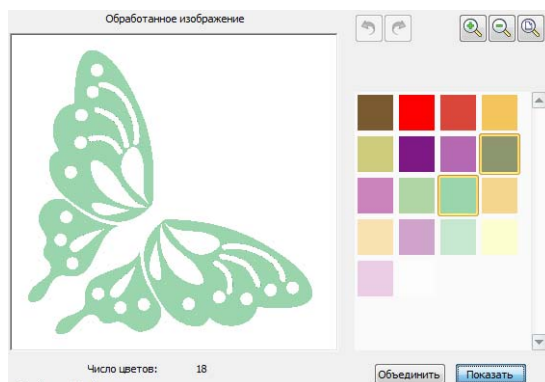 Обработанное изображение
Число цветов: 18
Объединить Показать